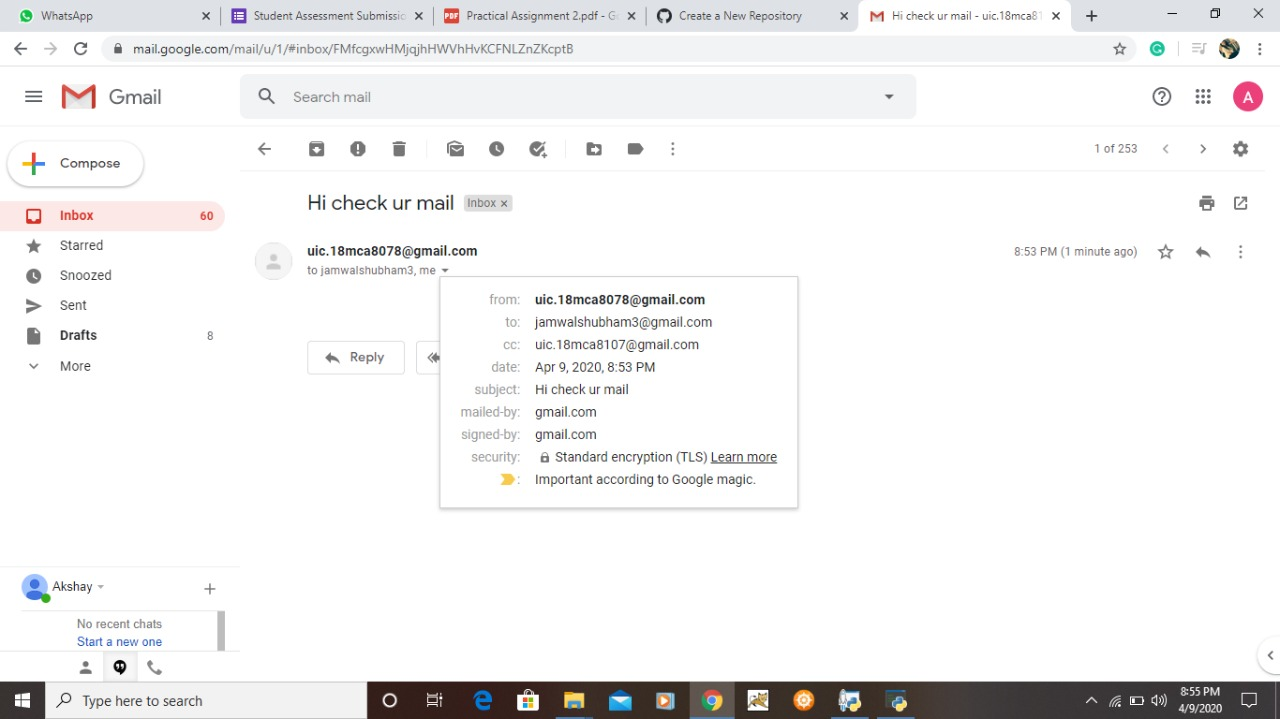 WhatsApp
Student Assessment Submissic
Practical Assignment 2.pdf - Go
Create a New Repository
Hi check ur mail - uic.18mca81
mail.google.com/mail/u/1/#inbox/FMfcgxwHMjqjhHWVhHvKCFNLZnZKcptB
Gmail
Search mail
A
Compose
1 of 253
Hi check ur mail
Inbox x
Inbox 60
Starred
Snoozed
Sent
Drafts 8
More
uic.18mca8078@gmail.com
8:53 PM (1 minute ago)
to jamwalshubham3, me
from: uic.18mca8078@gmail.com
to: jamwalshubham3@gmail.com
cc: uic.18mca8107@gmail.com
date: Apr 9, 2020, 8:53 PM
subject: Hi check ur mail
mailed-by: gmail.com
signed-by: gmail.com
security: Standard encryption (TLS) Learn more
: Important according to Google magic.
Reply
Akshay
No recent chats
Start a new one
Type here to search
8:55 PM
4/9/2020